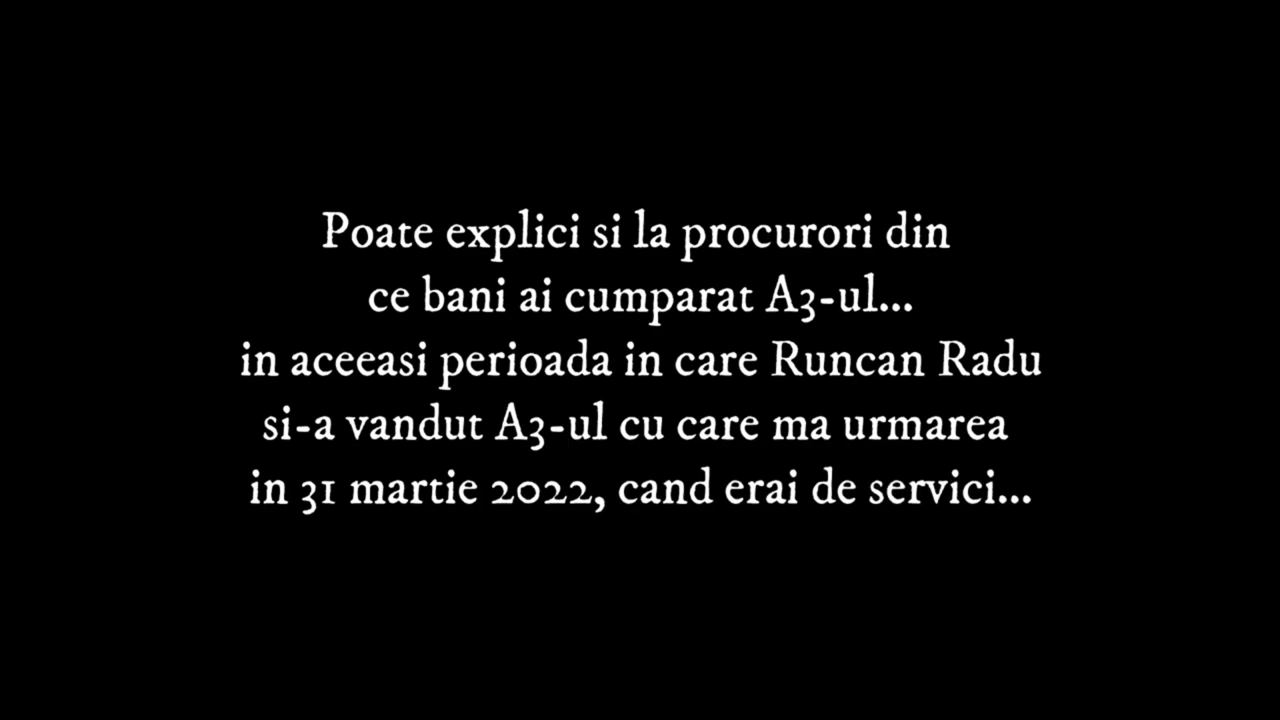 Poate explici si la procurori din
ce bani ai cumparat A3-ul...
in aceeasi perioada in care Runcan Radu
si-a vandut A3-ul cu care ma urmarea
in 31 martie 2022, cand erai de servici...